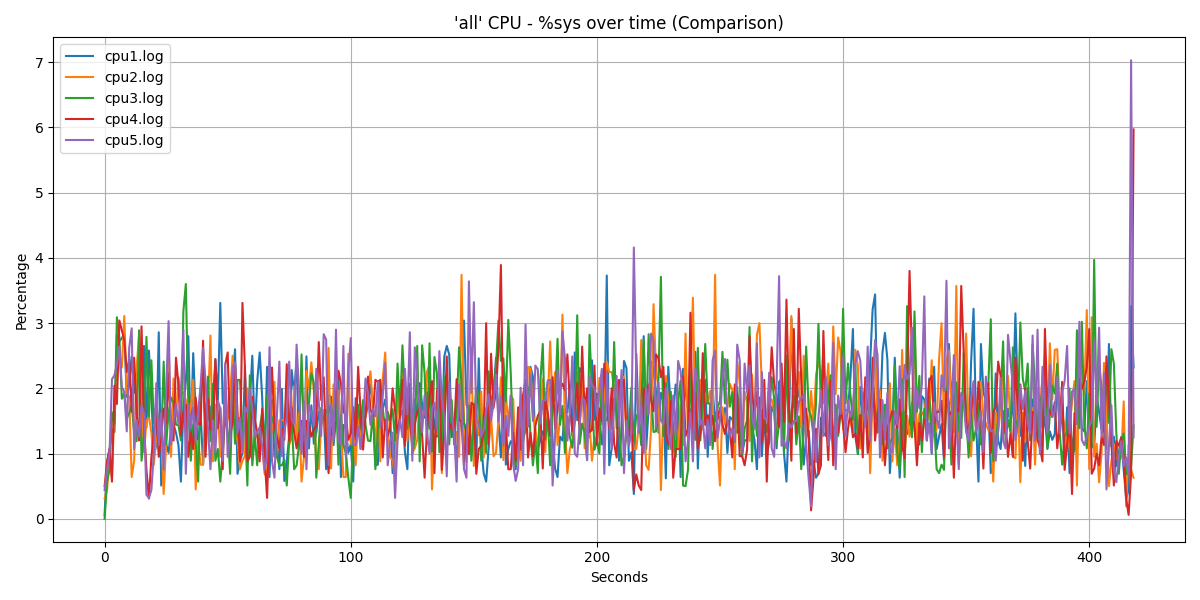 'all' CPU - %sys over time (Comparison)
cpu1.log
cpu2.log
cpu3.log
cpu4.log
cpu5.log
Percentage
7
6
5
4
3
2
1
0
0 100 200 300 400
Seconds